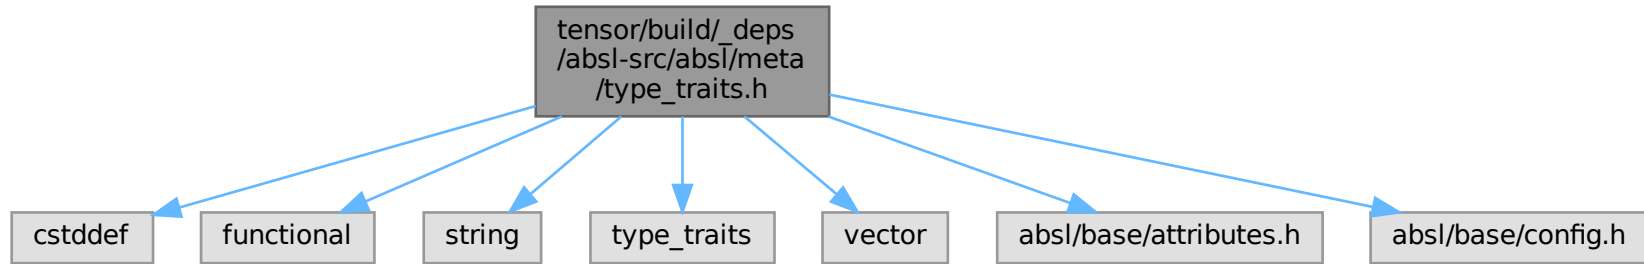 tensor/build/_deps
/absl-src/absl/meta
/type_traits.h
cstddef
functional
string
type_traits
vector
absl/base/attributes.h
absl/base/config.h